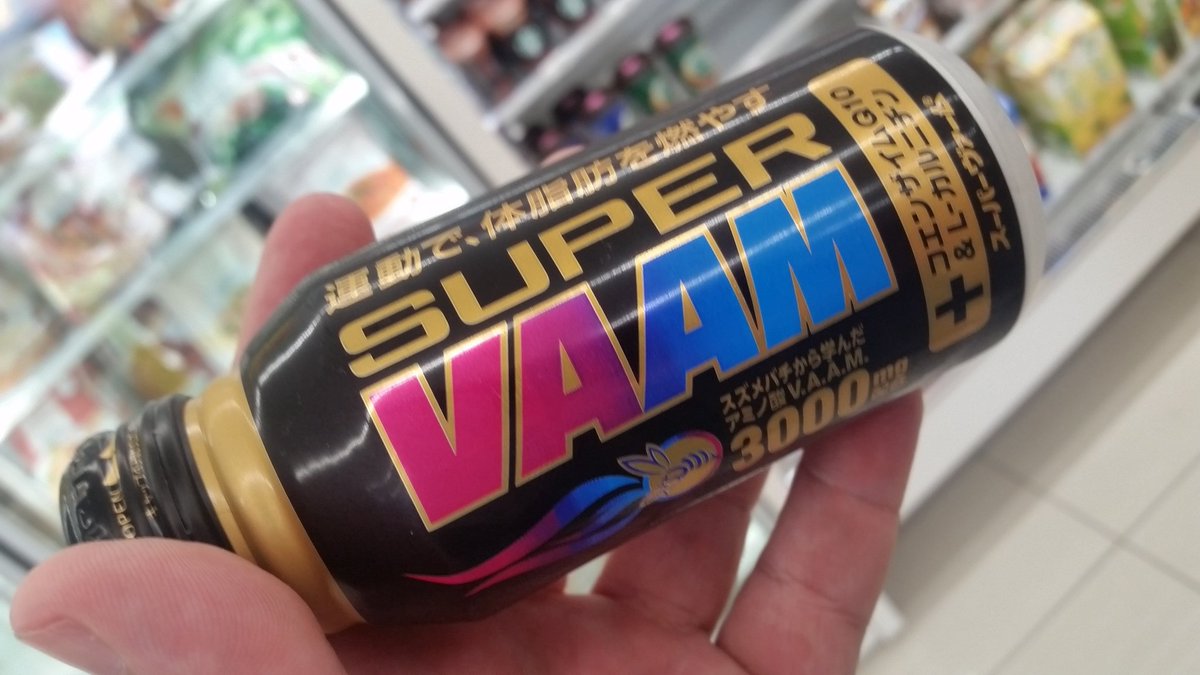 運動で、体脂肪を燃やす
SUPER
VAAM
スズメバチから学んだ
アミノ酸V.A.A.M.
3000mg
+
コエンザイムQ10
& L-カルニチン
スーパーヴァーム
OPEN